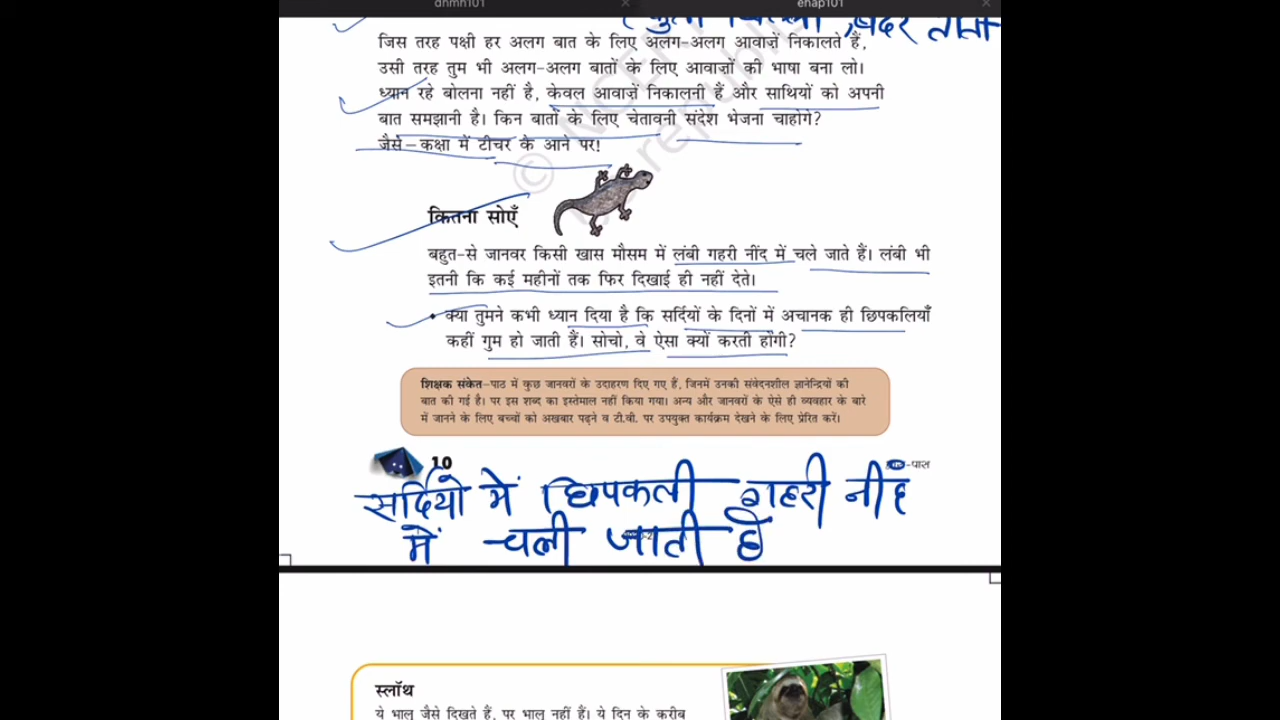 dnmh101 ehap101
बंदर तोता
जिस तरह पक्षी हर अलग बात के लिए अलग-अलग आवाज़ें निकालते हैं,
उसी तरह तुम भी अलग-अलग बातों के लिए आवाज़ों की भाषा बना लो।
ध्यान रहे बोलना नहीं है, केवल आवाज़ें निकालनी हैं और साथियों को अपनी
बात समझानी है। किन बातों के लिए चेतावनी संदेश भेजना चाहोगे?
जैसे–कक्षा में टीचर के आने पर!
कितना सोएँ
बहुत-से जानवर किसी खास मौसम में लंबी गहरी नींद में चले जाते हैं। लंबी भी
इतनी कि कई महीनों तक फिर दिखाई ही नहीं देते।
♦ क्या तुमने कभी ध्यान दिया है कि सर्दियों के दिनों में अचानक ही छिपकलियाँ
कहीं गुम हो जाती हैं। सोचो, वे ऐसा क्यों करती होंगी?
शिक्षक संकेत–पाठ में कुछ जानवरों के उदाहरण दिए गए हैं, जिनमें उनकी संवेदनशील ज्ञानेन्द्रियों की
बात की गई है। पर इस शब्द का इस्तेमाल नहीं किया गया। अन्य और जानवरों के ऐसे ही व्यवहार के बारे
में जानने के लिए बच्चों को अखबार पढ़ने व टी.वी. पर उपयुक्त कार्यक्रम देखने के लिए प्रेरित करें।
10
आस-पास
सर्दियो में छिपकली गहरी नींद
में चली जाती है
स्लॉथ
ये भालू जैसे दिखते हैं, पर भालू नहीं हैं। ये दिन के करीब